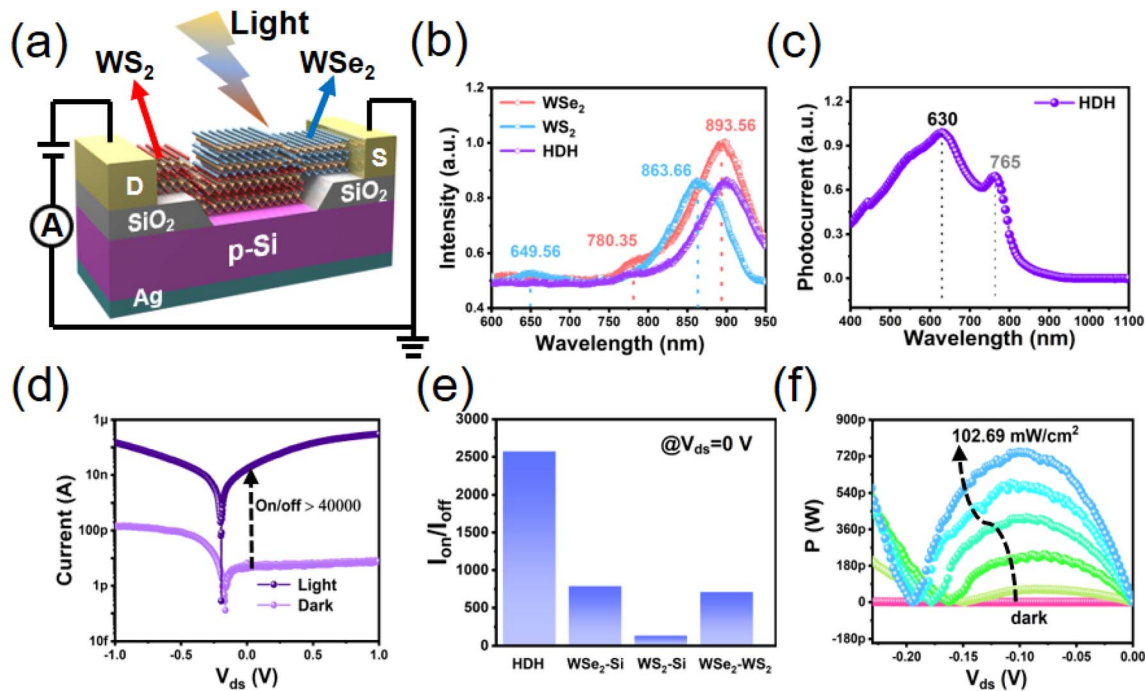 (a)
Light
WS2
WSe2
D
S
SiO2
SiO2
A
p-Si
Ag
(b)
Intensity (a.u.)
1.2
1.0
0.8
0.6
0.4
WSe2
WS2
HDH
893.56
863.66
780.35
649.56
600 650 700 750 800 850 900 950
Wavelength (nm)
(c)
Photocurrent (a.u.)
1.2
0.9
0.6
0.3
0.0
HDH
630
765
400 500 600 700 800 900 1000 1100
Wavelength (nm)
(d)
Current (A)
1μ
10n
100p
1p
10f
On/off > 40000
Light
Dark
-1.0 -0.5 0.0 0.5 1.0
Vds (V)
(e)
Ion/Ioff
2500
2000
1500
1000
500
0
@Vds=0 V
HDH WSe2-Si WS2-Si WSe2-WS2
(f)
P (W)
900p
720p
540p
360p
180p
0
-180p
102.69 mW/cm2
dark
-0.20 -0.15 -0.10 -0.05 0.00
Vds (V)